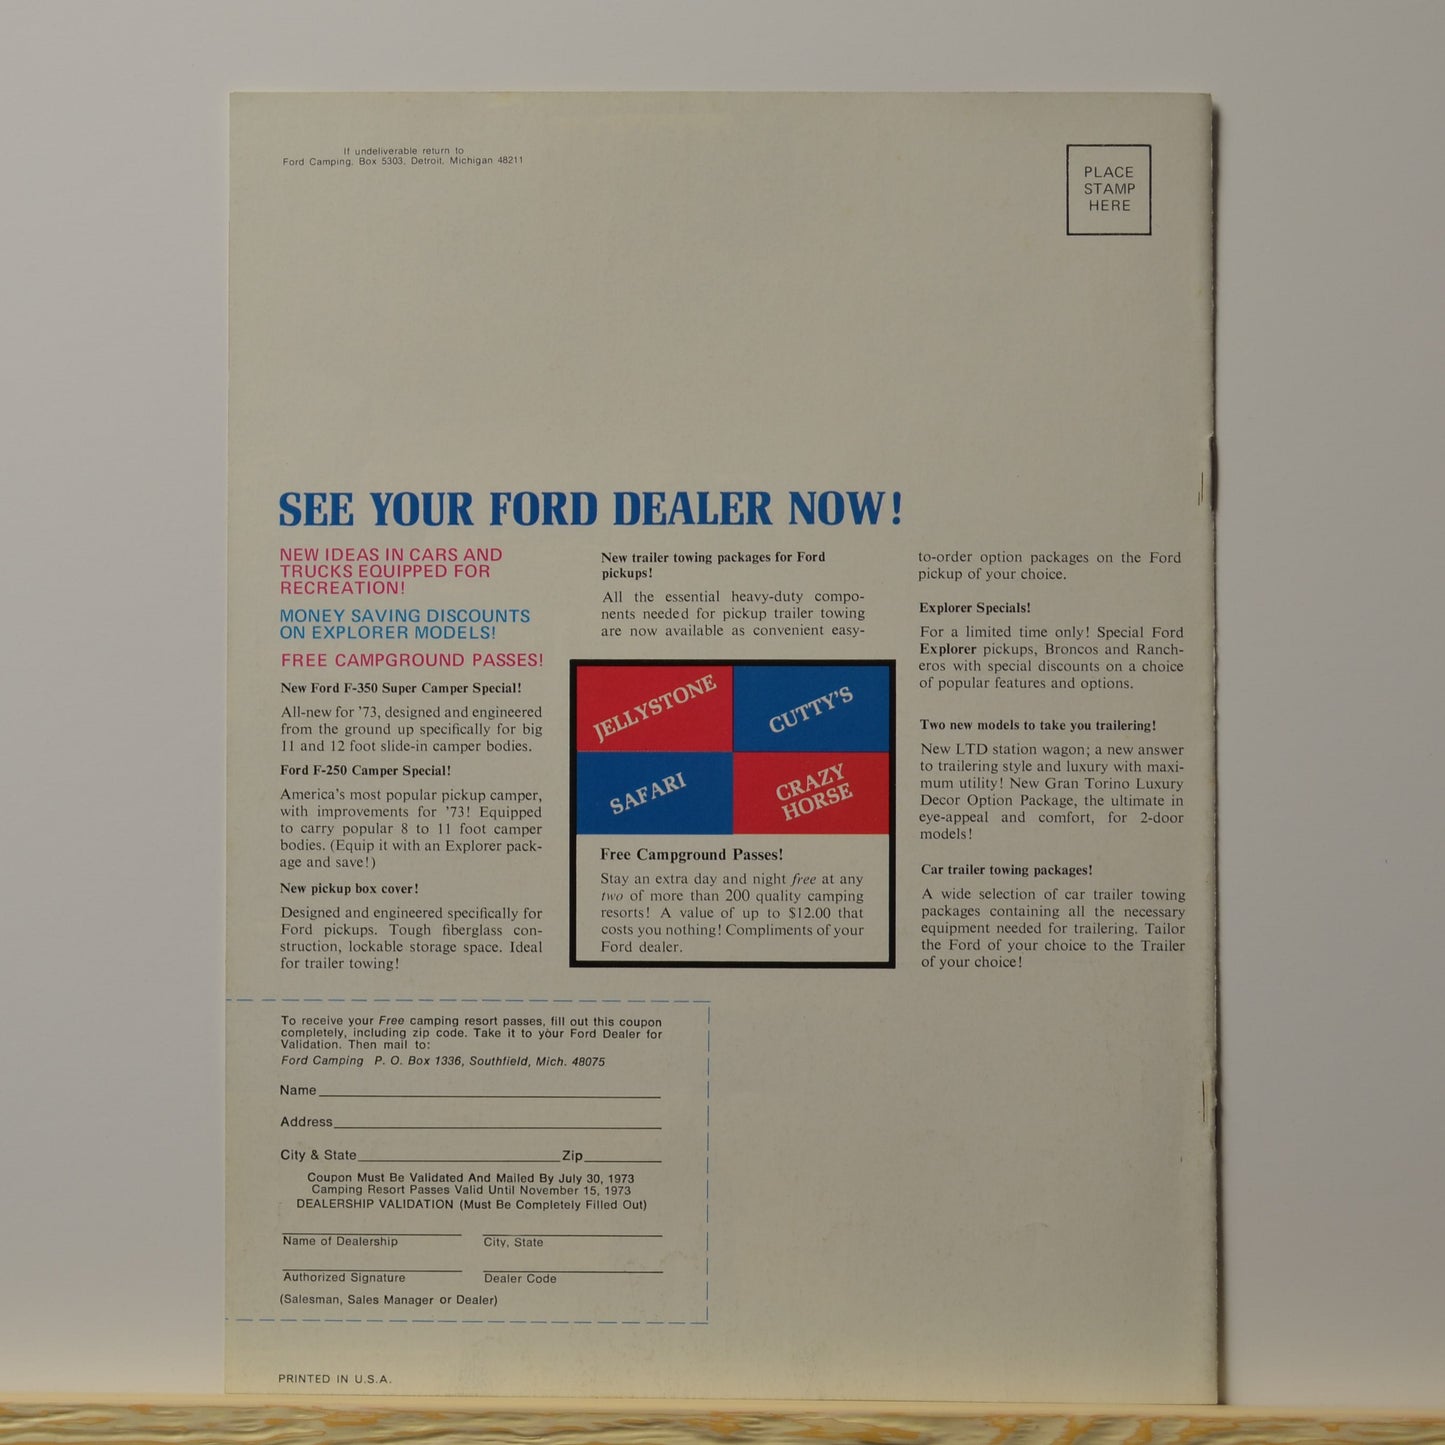 If undeliverable return to
Ford Camping, Box 5303, Detroit, Michigan 48211
PLACE
STAMP
HERE
SEE YOUR FORD DEALER NOW!
NEW IDEAS IN CARS AND
TRUCKS EQUIPPED FOR
RECREATION!
MONEY SAVING DISCOUNTS
ON EXPLORER MODELS!
FREE CAMPGROUND PASSES!
New Ford F-350 Super Camper Special!
All-new for '73, designed and engineered
from the ground up specifically for big
11 and 12 foot slide-in camper bodies.
Ford F-250 Camper Special!
America's most popular pickup camper,
with improvements for '73! Equipped
to carry popular 8 to 11 foot camper
bodies. (Equip it with an Explorer pack-
age and save!)
New pickup box cover!
Designed and engineered specifically for
Ford pickups. Tough fiberglass con-
struction, lockable storage space. Ideal
for trailer towing!
New trailer towing packages for Ford
pickups!
All the essential heavy-duty compo-
nents needed for pickup trailer towing
are now available as convenient easy-
JELLYSTONE
CUTTY'S
SAFARI
CRAZY
HORSE
Free Campground Passes!
Stay an extra day and night free at any
two of more than 200 quality camping
resorts! A value of up to $12.00 that
costs you nothing! Compliments of your
Ford dealer.
to-order option packages on the Ford
pickup of your choice.
Explorer Specials!
For a limited time only! Special Ford
Explorer pickups, Broncos and Ranch-
eros with special discounts on a choice
of popular features and options.
Two new models to take you trailering!
New LTD station wagon; a new answer
to trailering style and luxury with maxi-
mum utility! New Gran Torino Luxury
Decor Option Package, the ultimate in
eye-appeal and comfort, for 2-door
models!
Car trailer towing packages!
A wide selection of car trailer towing
packages containing all the necessary
equipment needed for trailering. Tailor
the Ford of your choice to the Trailer
of your choice!
To receive your Free camping resort passes, fill out this coupon
completely, including zip code. Take it to your Ford Dealer for
Validation. Then mail to:
Ford Camping P. O. Box 1336, Southfield, Mich. 48075
Name
Address
City & State Zip
Coupon Must Be Validated And Mailed By July 30, 1973
Camping Resort Passes Valid Until November 15, 1973
DEALERSHIP VALIDATION (Must Be Completely Filled Out)
Name of Dealership City, State
Authorized Signature Dealer Code
(Salesman, Sales Manager or Dealer)
PRINTED IN U.S.A.